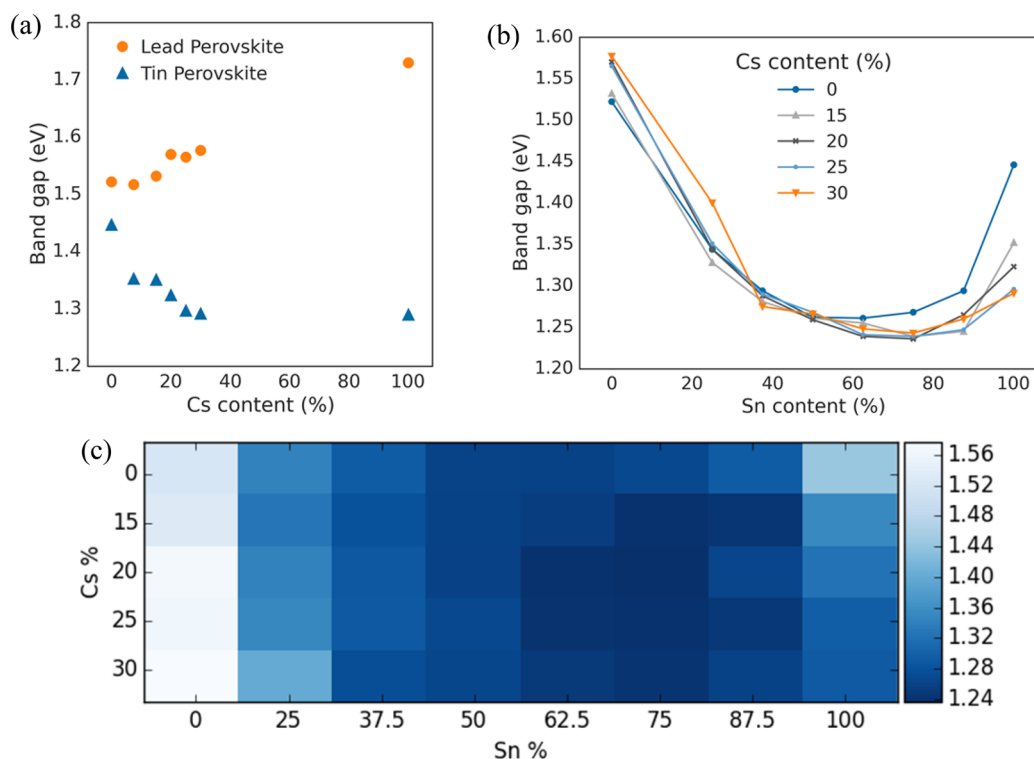 (a)
1.8
1.7
1.6
1.5
1.4
1.3
1.2
Band gap (eV)
Lead Perovskite
Tin Perovskite
0 20 40 60 80 100
Cs content (%)
(b)
1.60
1.55
1.50
1.45
1.40
1.35
1.30
1.25
1.20
Band gap (eV)
Cs content (%)
0
15
20
25
30
0 20 40 60 80 100
Sn content (%)
(c)
Cs %
0
15
20
25
30
0 25 37.5 50 62.5 75 87.5 100
Sn %
1.56
1.52
1.48
1.44
1.40
1.36
1.32
1.28
1.24